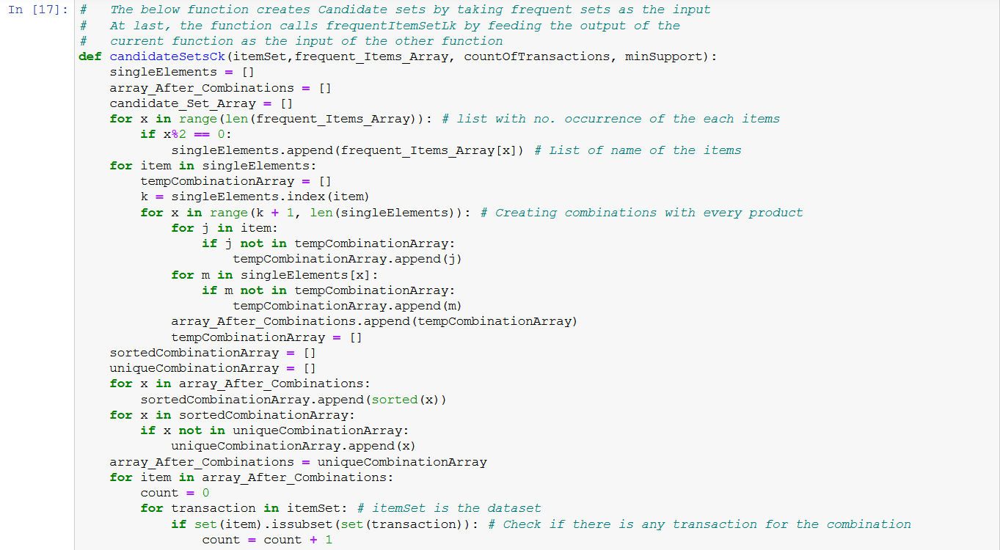 In [17]: #   The below function creates Candidate sets by taking frequent sets as the input
#   At last, the function calls frequentItemSetLk by feeding the output of the
#   current function as the input of the other function
def candidateSetsCk(itemSet,frequent_Items_Array, countOfTransactions, minSupport):
    singleElements = []
    array_After_Combinations = []
    candidate_Set_Array = []
    for x in range(len(frequent_Items_Array)): # list with no. occurrence of the each items
        if x%2 == 0:
            singleElements.append(frequent_Items_Array[x]) # List of name of the items
    for item in singleElements:
        tempCombinationArray = []
        k = singleElements.index(item)
        for x in range(k + 1, len(singleElements)): # Creating combinations with every product
            for j in item:
                if j not in tempCombinationArray:
                    tempCombinationArray.append(j)
            for m in singleElements[x]:
                if m not in tempCombinationArray:
                    tempCombinationArray.append(m)
            array_After_Combinations.append(tempCombinationArray)
            tempCombinationArray = []
    sortedCombinationArray = []
    uniqueCombinationArray = []
    for x in array_After_Combinations:
        sortedCombinationArray.append(sorted(x))
    for x in sortedCombinationArray:
        if x not in uniqueCombinationArray:
            uniqueCombinationArray.append(x)
    array_After_Combinations = uniqueCombinationArray
    for item in array_After_Combinations:
        count = 0
        for transaction in itemSet: # itemSet is the dataset
            if set(item).issubset(set(transaction)): # Check if there is any transaction for the combination
                count = count + 1